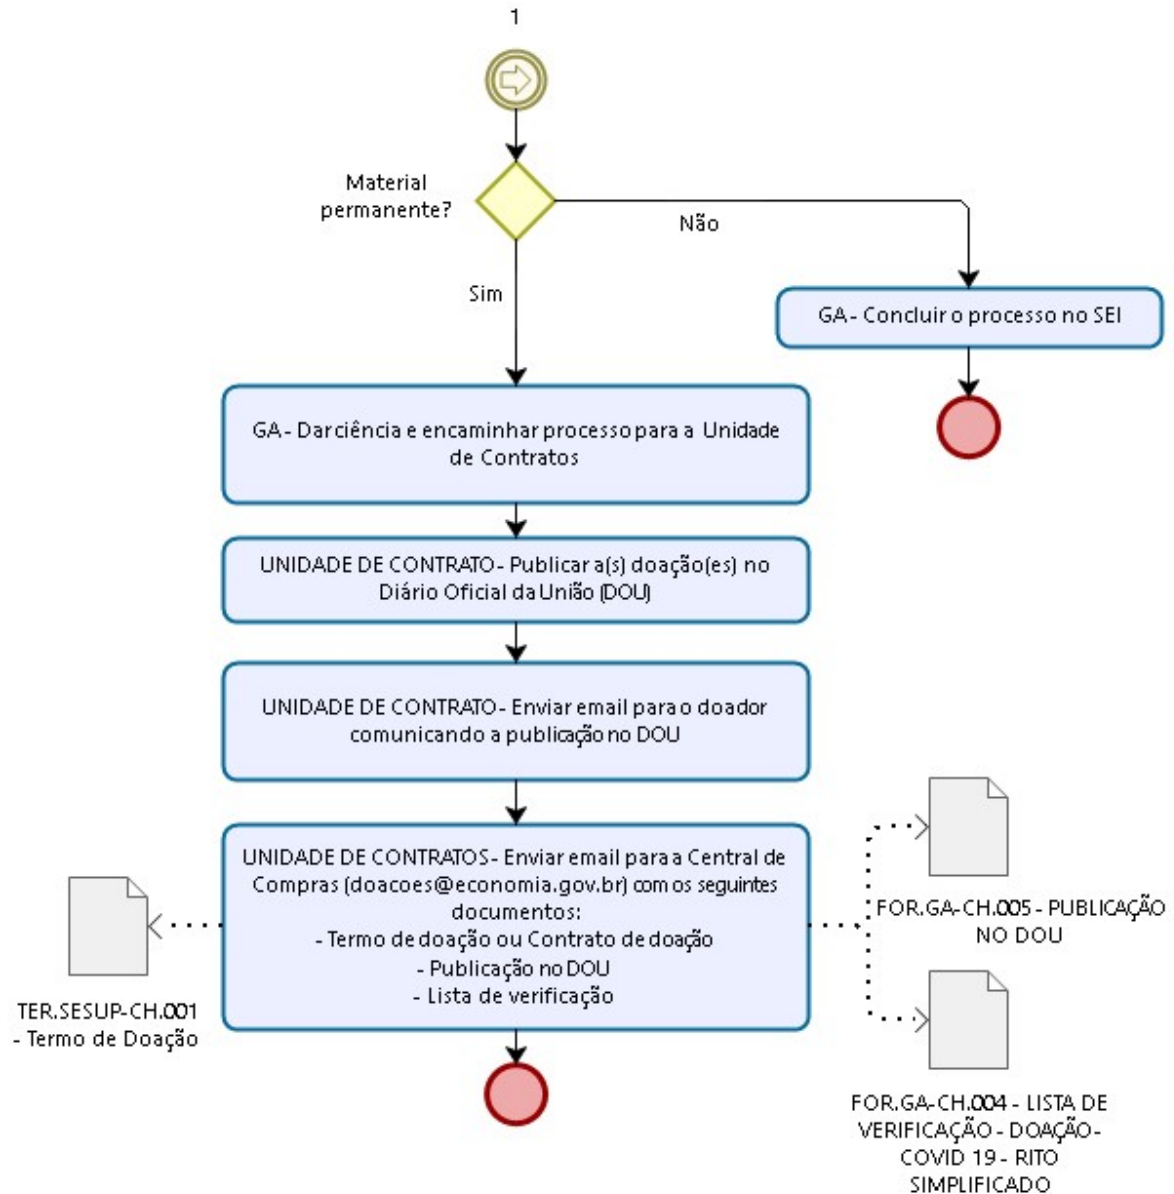 1
Material
permanente?
Não
Sim
GA - Concluir o processo no SEI
GA - Dar ciência e encaminhar processo para a Unidade
de Contratos
UNIDADE DE CONTRATO - Publicar a(s) doação(es) no
Diário Oficial da União (DOU)
UNIDADE DE CONTRATO - Enviar email para o doador
comunicando a publicação no DOU
UNIDADE DE CONTRATOS - Enviar email para a Central de
Compras (doacoes@economia.gov.br) com os seguintes
documentos:
- Termo de doação ou Contrato de doação
- Publicação no DOU
- Lista de verificação
TER.SESUP-CH.001
- Termo de Doação
FOR.GA-CH.005 - PUBLICAÇÃO
NO DOU
FOR.GA-CH.004 - LISTA DE
VERIFICAÇÃO - DOAÇÃO -
COVID 19 - RITO
SIMPLIFICADO